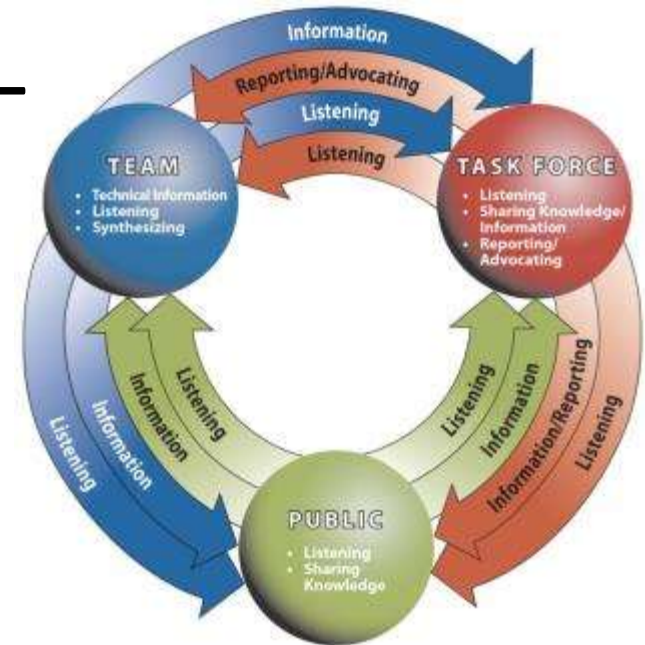 Information
Reporting/Advocating
Listening
Listening
TEAM
• Technical Information
• Listening
• Synthesizing
TASK FORCE
• Listening
• Sharing Knowledge/
Information
• Reporting/
Advocating
Listening
Information
Information
Listening
Listening
Information
Information/Reporting
Listening
PUBLIC
• Listening
• Sharing
Knowledge